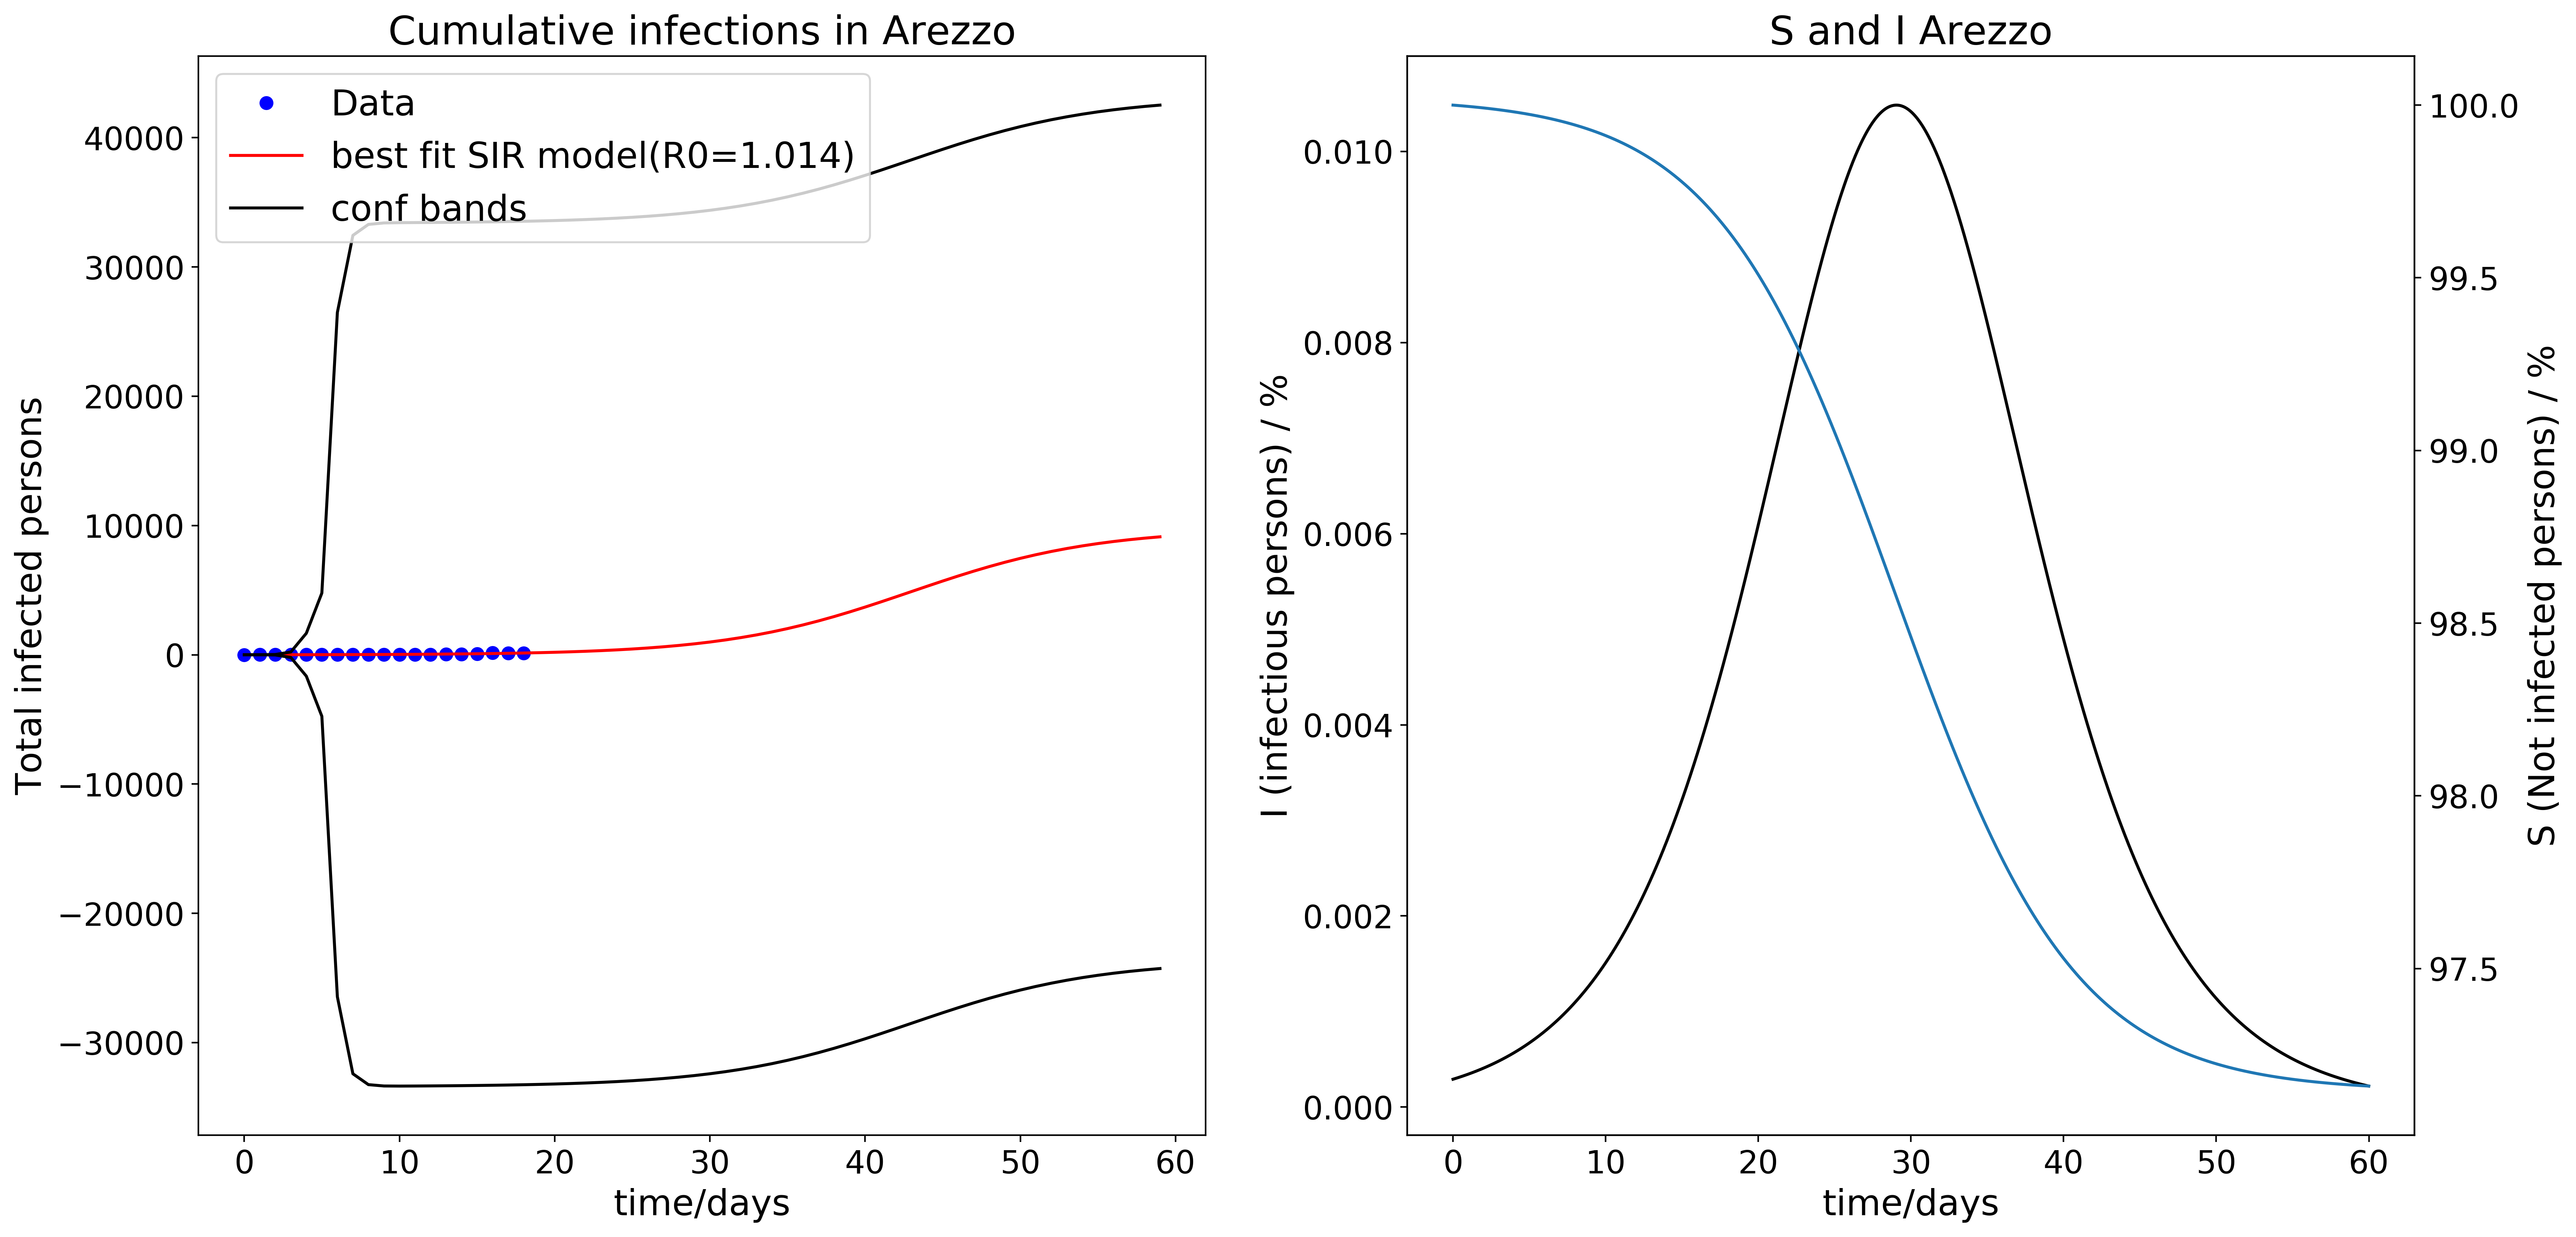 Cumulative infections in Arezzo
Data
best fit SIR model(R0=1.014)
conf bands
40000
30000
20000
10000
0
−10000
−20000
−30000
Total infected persons
0 10 20 30 40 50 60
time/days
S and I Arezzo
0.010
0.008
0.006
0.004
0.002
0.000
I (infectious persons) / %
100.0
99.5
99.0
98.5
98.0
97.5
S (Not infected persons) / %
0 10 20 30 40 50 60
time/days